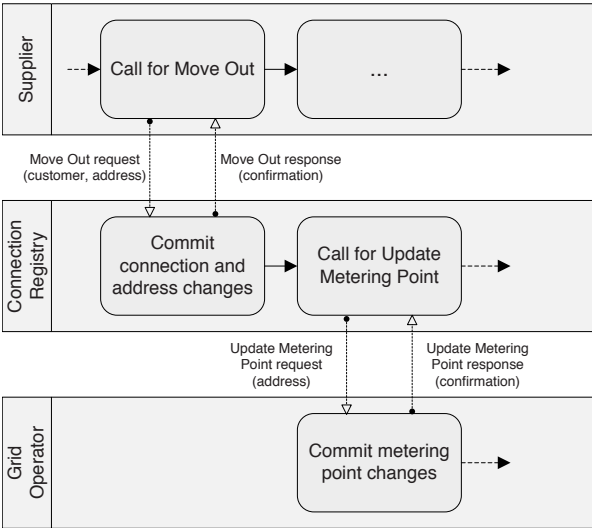 Supplier
Call for Move Out
...
Move Out request
(customer, address)
Move Out response
(confirmation)
Connection
Registry
Commit
connection and
address changes
Call for Update
Metering Point
Update Metering
Point request
(address)
Update Metering
Point response
(confirmation)
Grid
Operator
Commit metering
point changes